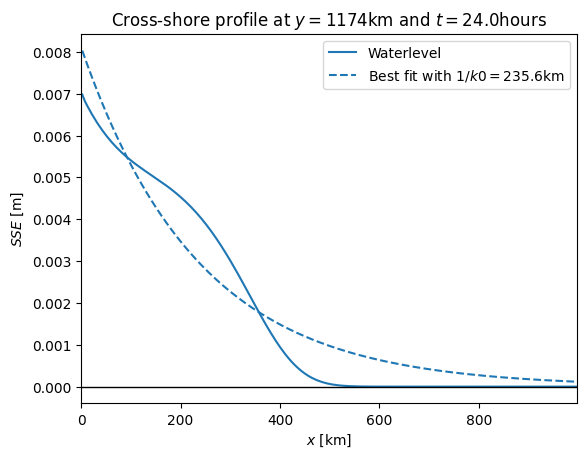 Cross-shore profile at y = 1174km and t = 24.0hours
Waterlevel
Best fit with 1/k0 = 235.6km
0.008
0.007
0.006
0.005
0.004
0.003
0.002
0.001
0.000
SSE [m]
0
200
400
600
800
x [km]